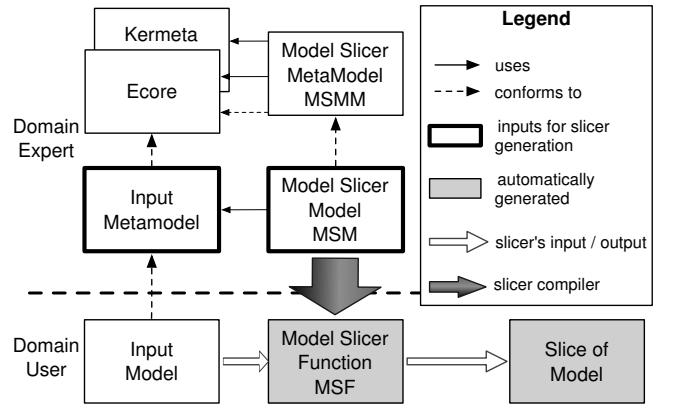 Kermeta
Ecore
Model Slicer
MetaModel
MSMM
Domain
Expert
Input
Metamodel
Model Slicer
Model
MSM
Domain
User
Input
Model
Model Slicer
Function
MSF
Slice of
Model
Legend
uses
conforms to
inputs for slicer
generation
automatically
generated
slicer's input / output
slicer compiler